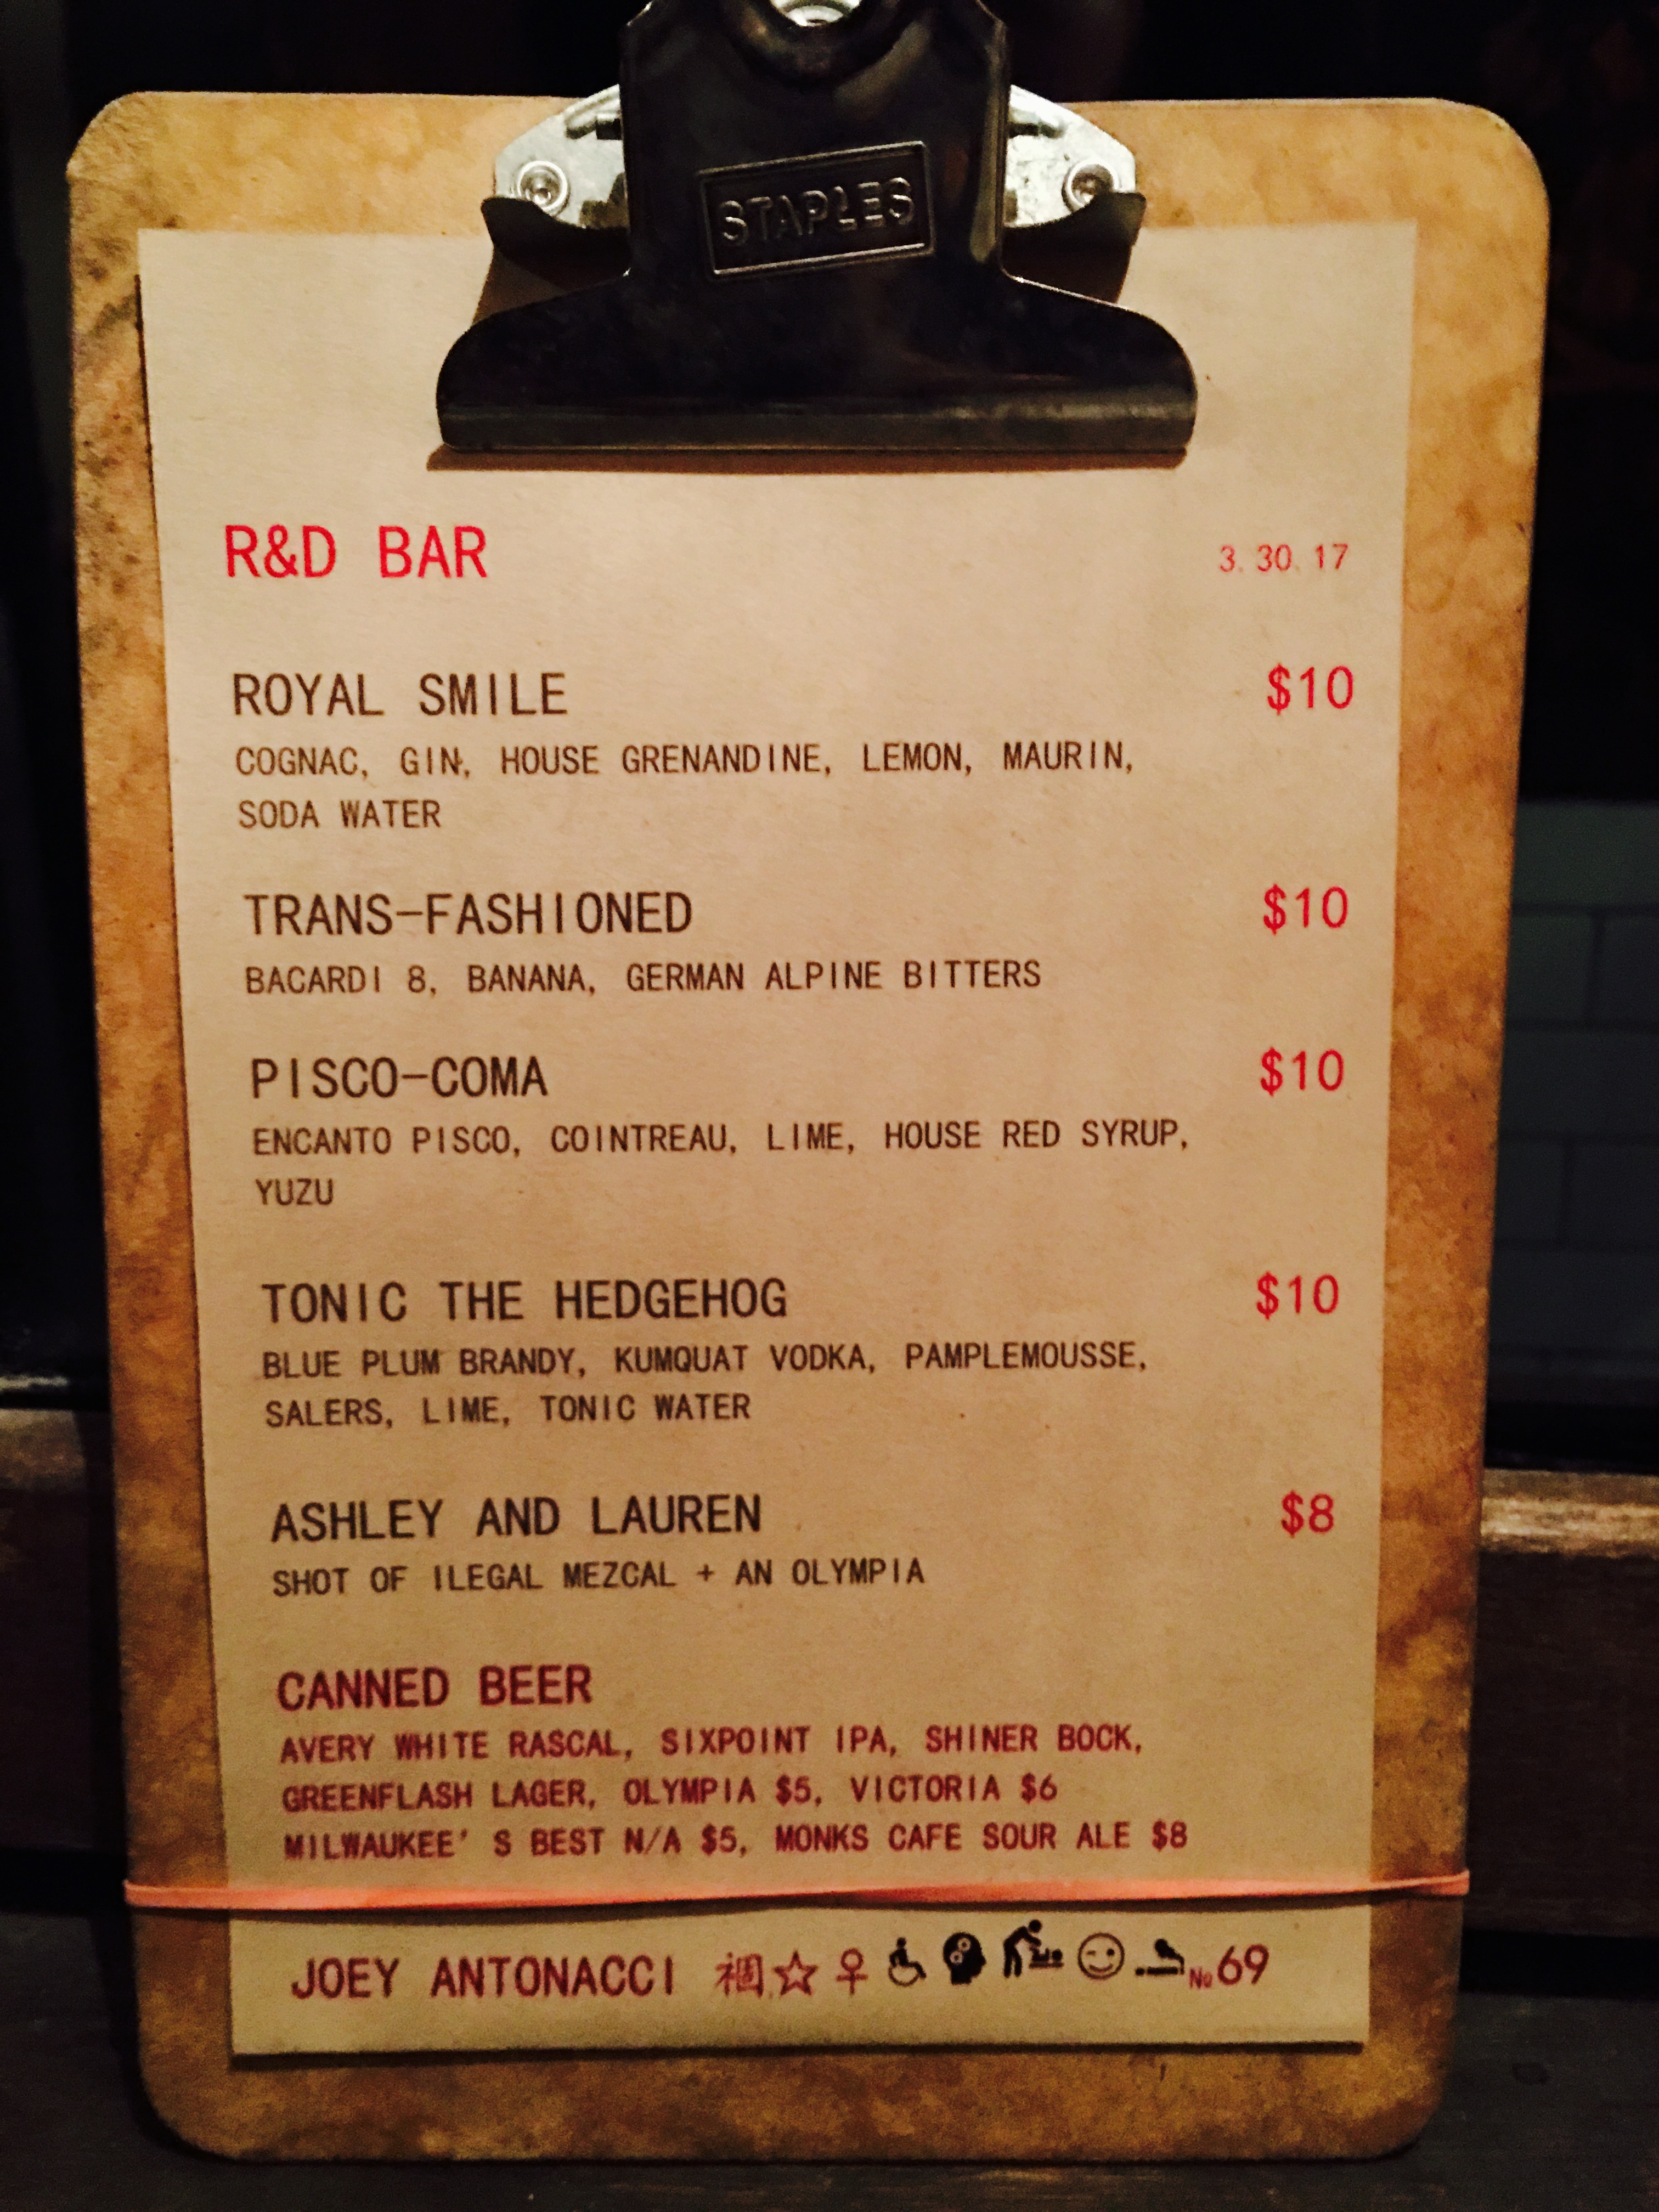 STAPLES
R&D BAR 3.30.17
ROYAL SMILE $10
COGNAC, GIN, HOUSE GRENANDINE, LEMON, MAURIN,
SODA WATER
TRANS-FASHIONED $10
BACARDI 8, BANANA, GERMAN ALPINE BITTERS
PISCO-COMA $10
ENCANTO PISCO, COINTREAU, LIME, HOUSE RED SYRUP,
YUZU
TONIC THE HEDGEHOG $10
BLUE PLUM BRANDY, KUMQUAT VODKA, PAMPLEMOUSSE,
SALERS, LIME, TONIC WATER
ASHLEY AND LAUREN $8
SHOT OF ILEGAL MEZCAL + AN OLYMPIA
CANNED BEER
AVERY WHITE RASCAL, SIXPOINT IPA, SHINER BOCK,
GREENFLASH LAGER, OLYMPIA $5, VICTORIA $6
MILWAUKEE' S BEST N/A $5, MONKS CAFE SOUR ALE $8
JOEY ANTONACCI ☆♀ No 69